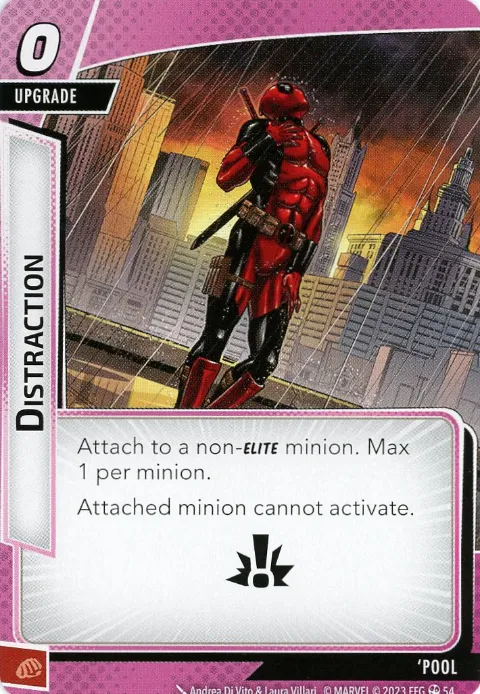 0
UPGRADE
DISTRACTION
Attach to a non-ELITE minion. Max
1 per minion.
Attached minion cannot activate.
'POOL
Andrea Di Vito & Laura Villari. © MARVEL © 2023 FFG 54